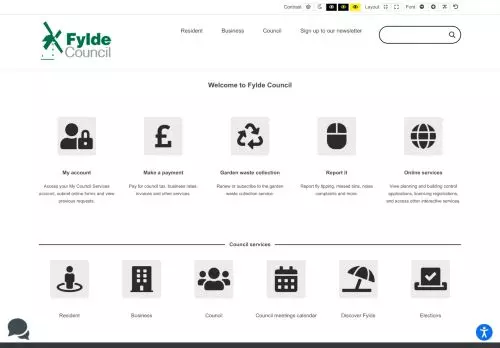 Contrast Layout Font
Resident Business Council Sign up to our newsletter
Fylde
Council
Welcome to Fylde Council
My account Make a payment Garden waste collection Report it Online services
Access your My Council Services Pay for council tax, business rates, Renew or subscribe to the garden Report fly tipping, missed bins, noise View planning and building control
account, submit online forms and view invoices and other services. waste collection service. complaints and more. applications, licensing registrations,
previous requests. and access other interactive services.
Council services
Resident Business Council Council meetings calendar Discover Fylde Elections